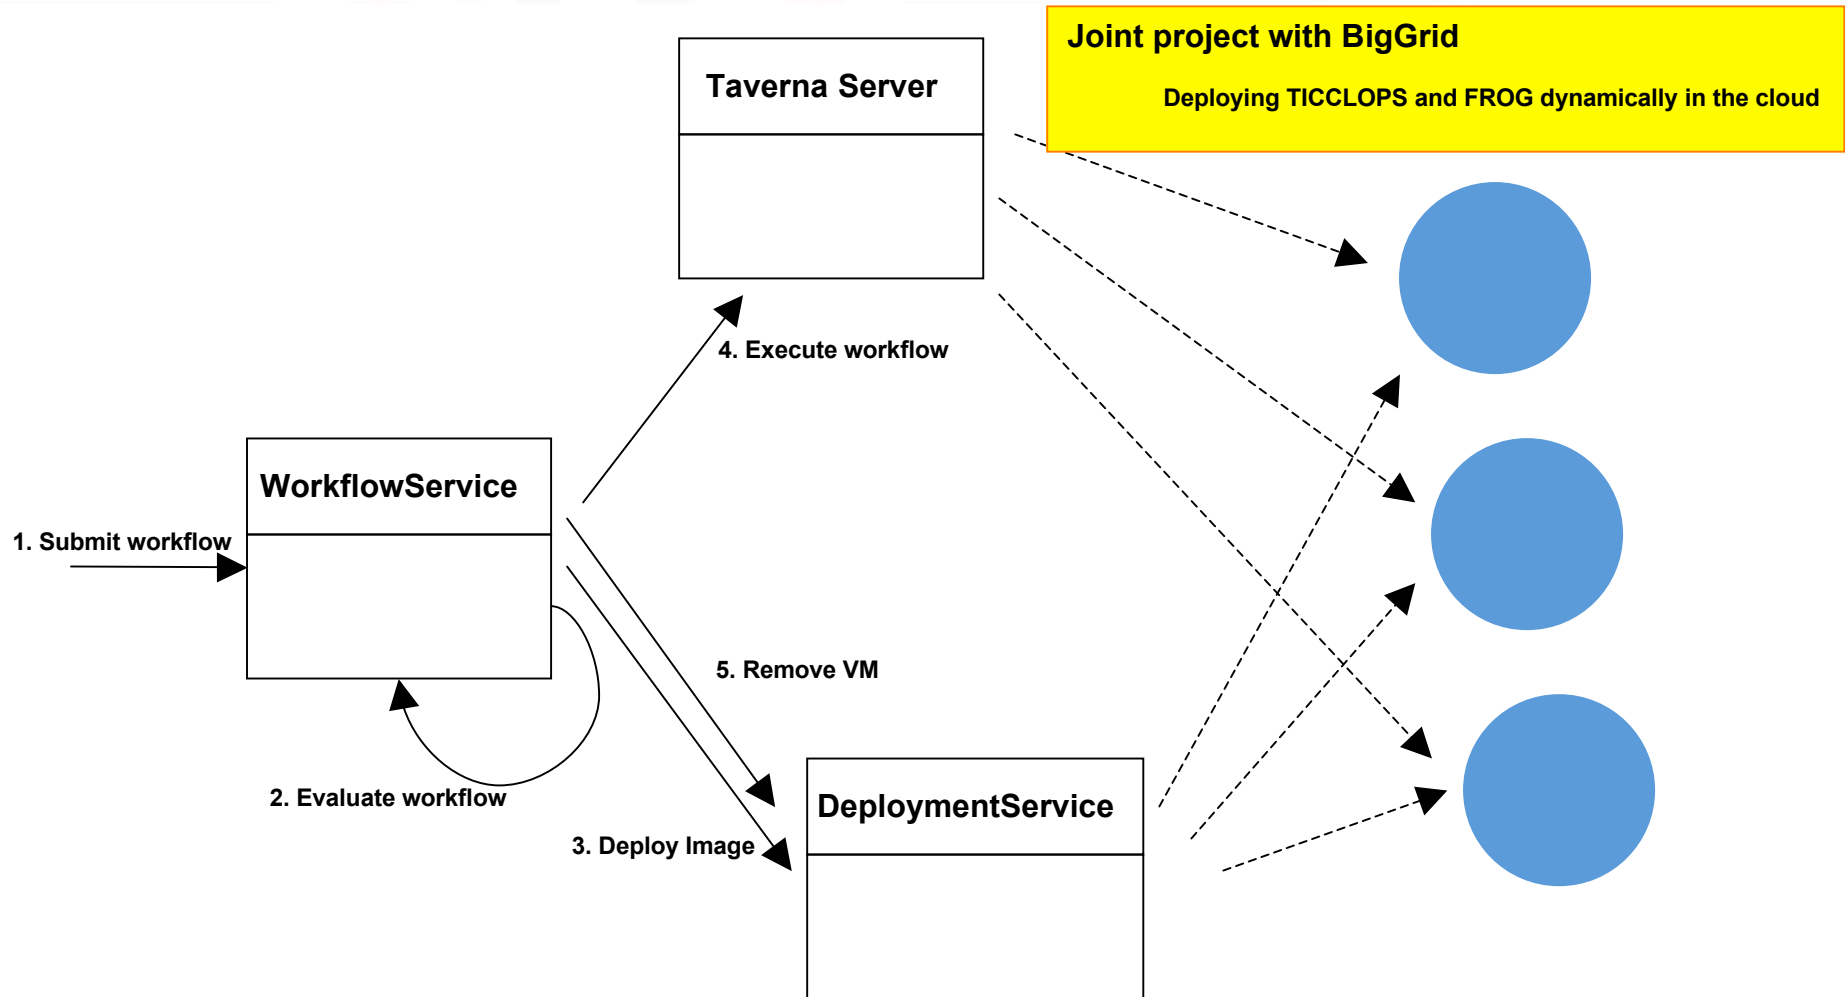 Joint project with BigGrid
Deploying TICCLOPS and FROG dynamically in the cloud
Taverna Server
4. Execute workflow
WorkflowService
1. Submit workflow
5. Remove VM
2. Evaluate workflow
DeploymentService
3. Deploy Image